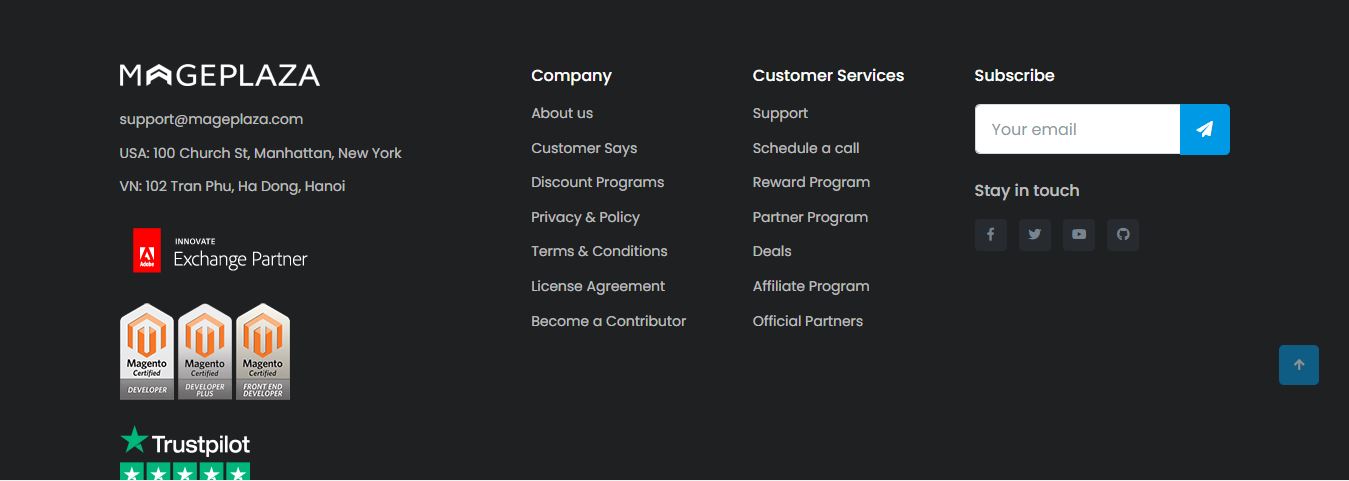 MAGEPLAZA
support@mageplaza.com
USA: 100 Church St, Manhattan, New York
VN: 102 Tran Phu, Ha Dong, Hanoi
Adobe
INNOVATE
Exchange Partner
Magento
Certified
DEVELOPER
Magento
Certified
DEVELOPER
PLUS
Magento
Certified
FRONT END
DEVELOPER
Trustpilot
Company
About us
Customer Says
Discount Programs
Privacy & Policy
Terms & Conditions
License Agreement
Become a Contributor
Customer Services
Support
Schedule a call
Reward Program
Partner Program
Deals
Affiliate Program
Official Partners
Subscribe
Your email
Stay in touch